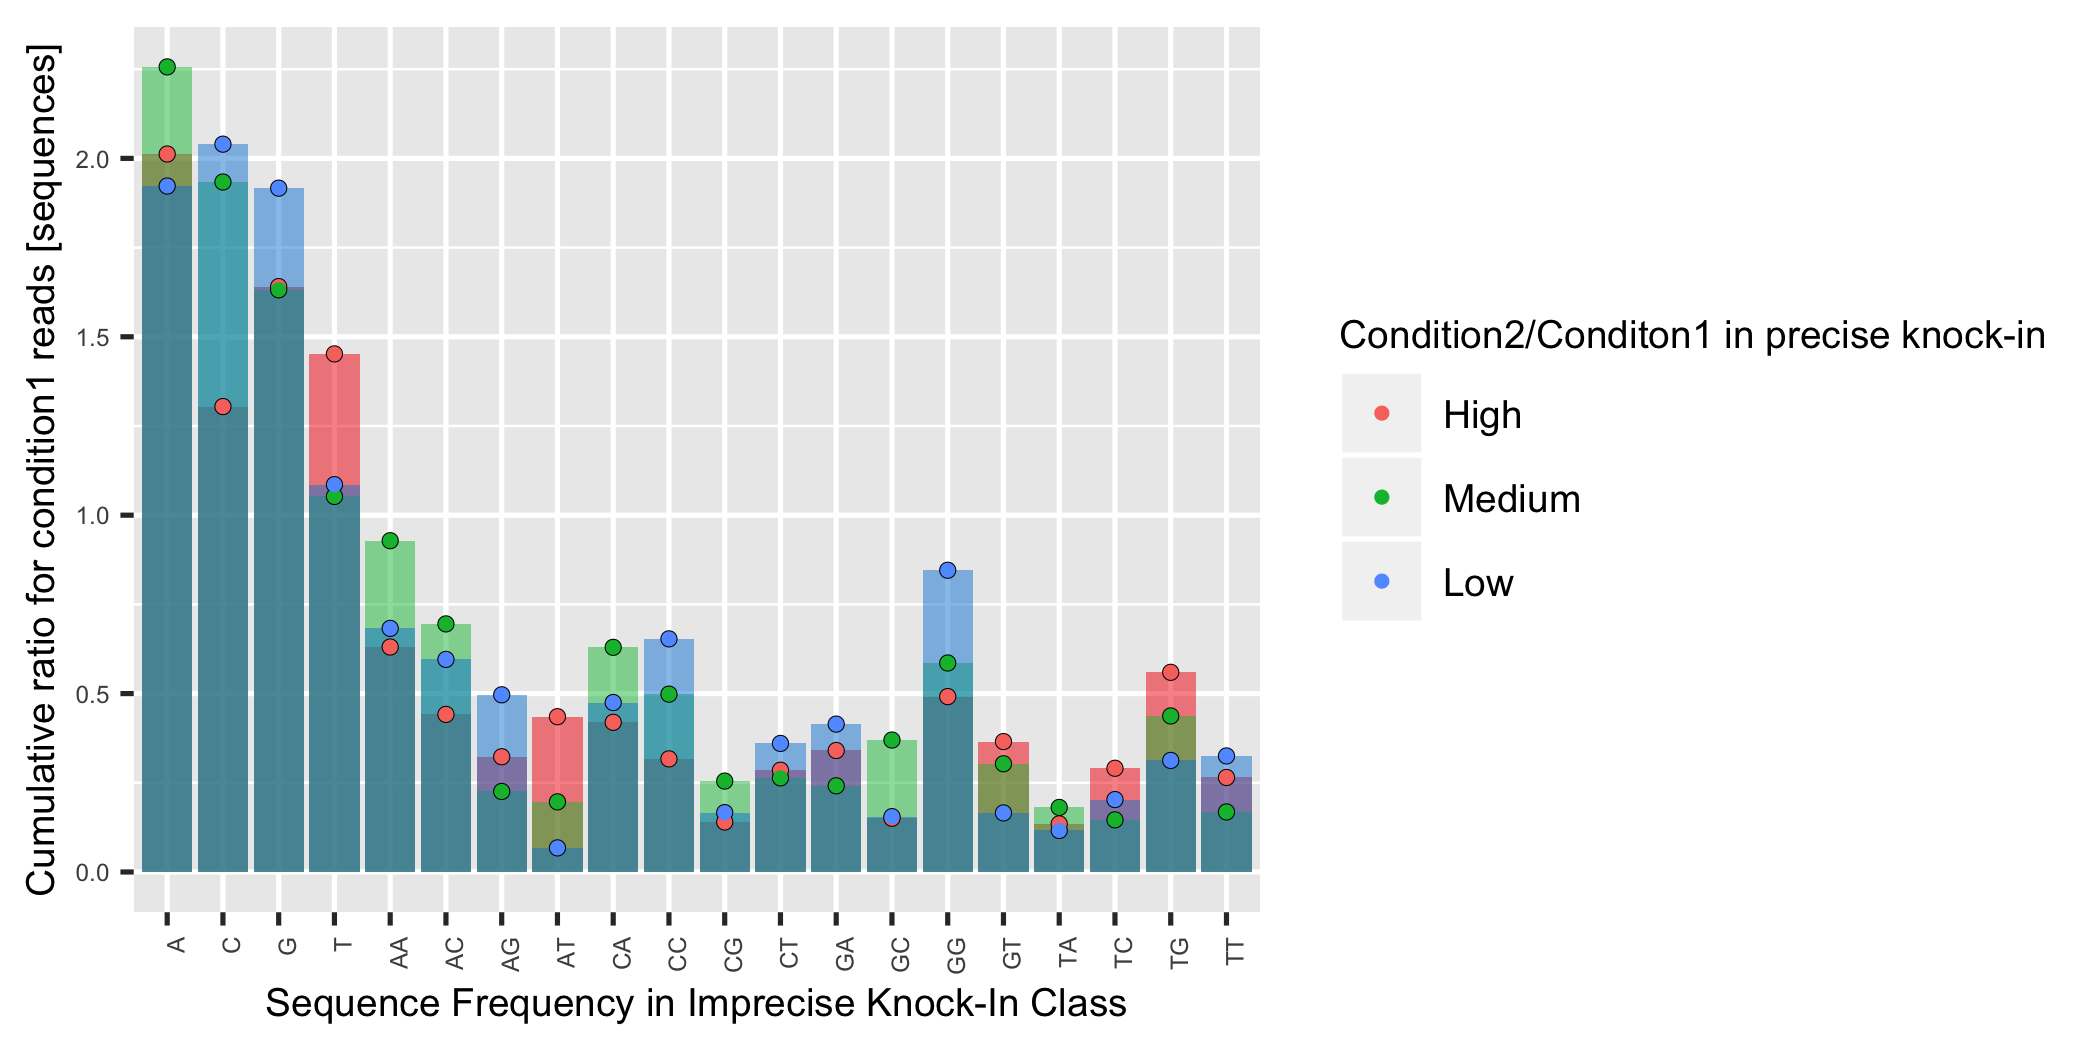 Cumulative ratio for condition1 reads [sequences]
2.0
1.5
1.0
0.5
0.0
A C G T AA AC AG AT CA CC CG CT GA GC GG GT TA TC TG TT
Sequence Frequency in Imprecise Knock-In Class
Condition2/Conditon1 in precise knock-in
High
Medium
Low